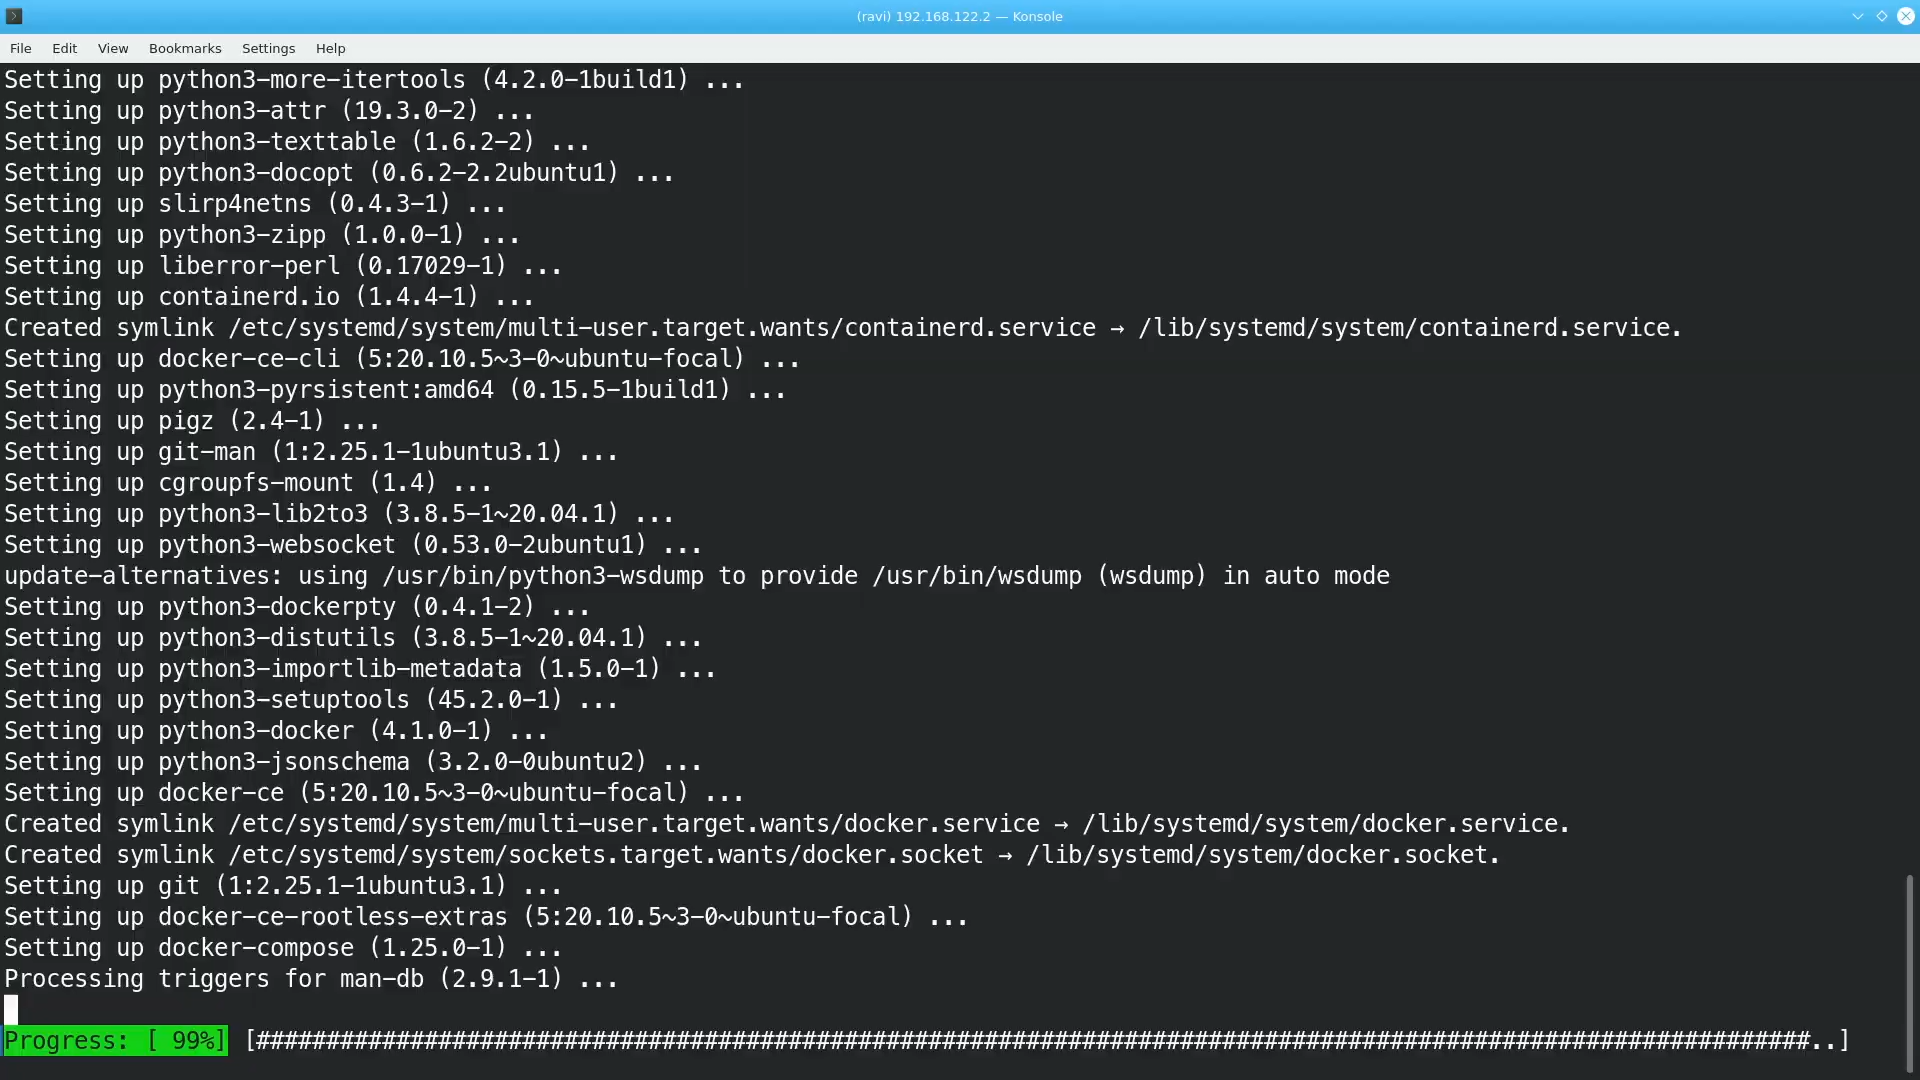 (ravi) 192.168.122.2 — Konsole
File Edit View Bookmarks Settings Help
Setting up python3-more-itertools (4.2.0-1build1) ...
Setting up python3-attr (19.3.0-2) ...
Setting up python3-texttable (1.6.2-2) ...
Setting up python3-docopt (0.6.2-2.2ubuntu1) ...
Setting up slirp4netns (0.4.3-1) ...
Setting up python3-zipp (1.0.0-1) ...
Setting up liberror-perl (0.17029-1) ...
Setting up containerd.io (1.4.4-1) ...
Created symlink /etc/systemd/system/multi-user.target.wants/containerd.service → /lib/systemd/system/containerd.service.
Setting up docker-ce-cli (5:20.10.5~3-0~ubuntu-focal) ...
Setting up python3-pyrsistent:amd64 (0.15.5-1build1) ...
Setting up pigz (2.4-1) ...
Setting up git-man (1:2.25.1-1ubuntu3.1) ...
Setting up cgroupfs-mount (1.4) ...
Setting up python3-lib2to3 (3.8.5-1~20.04.1) ...
Setting up python3-websocket (0.53.0-2ubuntu1) ...
update-alternatives: using /usr/bin/python3-wsdump to provide /usr/bin/wsdump (wsdump) in auto mode
Setting up python3-dockerpty (0.4.1-2) ...
Setting up python3-distutils (3.8.5-1~20.04.1) ...
Setting up python3-importlib-metadata (1.5.0-1) ...
Setting up python3-setuptools (45.2.0-1) ...
Setting up python3-docker (4.1.0-1) ...
Setting up python3-jsonschema (3.2.0-0ubuntu2) ...
Setting up docker-ce (5:20.10.5~3-0~ubuntu-focal) ...
Created symlink /etc/systemd/system/multi-user.target.wants/docker.service → /lib/systemd/system/docker.service.
Created symlink /etc/systemd/system/sockets.target.wants/docker.socket → /lib/systemd/system/docker.socket.
Setting up git (1:2.25.1-1ubuntu3.1) ...
Setting up docker-ce-rootless-extras (5:20.10.5~3-0~ubuntu-focal) ...
Setting up docker-compose (1.25.0-1) ...
Processing triggers for man-db (2.9.1-1) ...
Progress: [ 99%] [###############################################################################################################..]